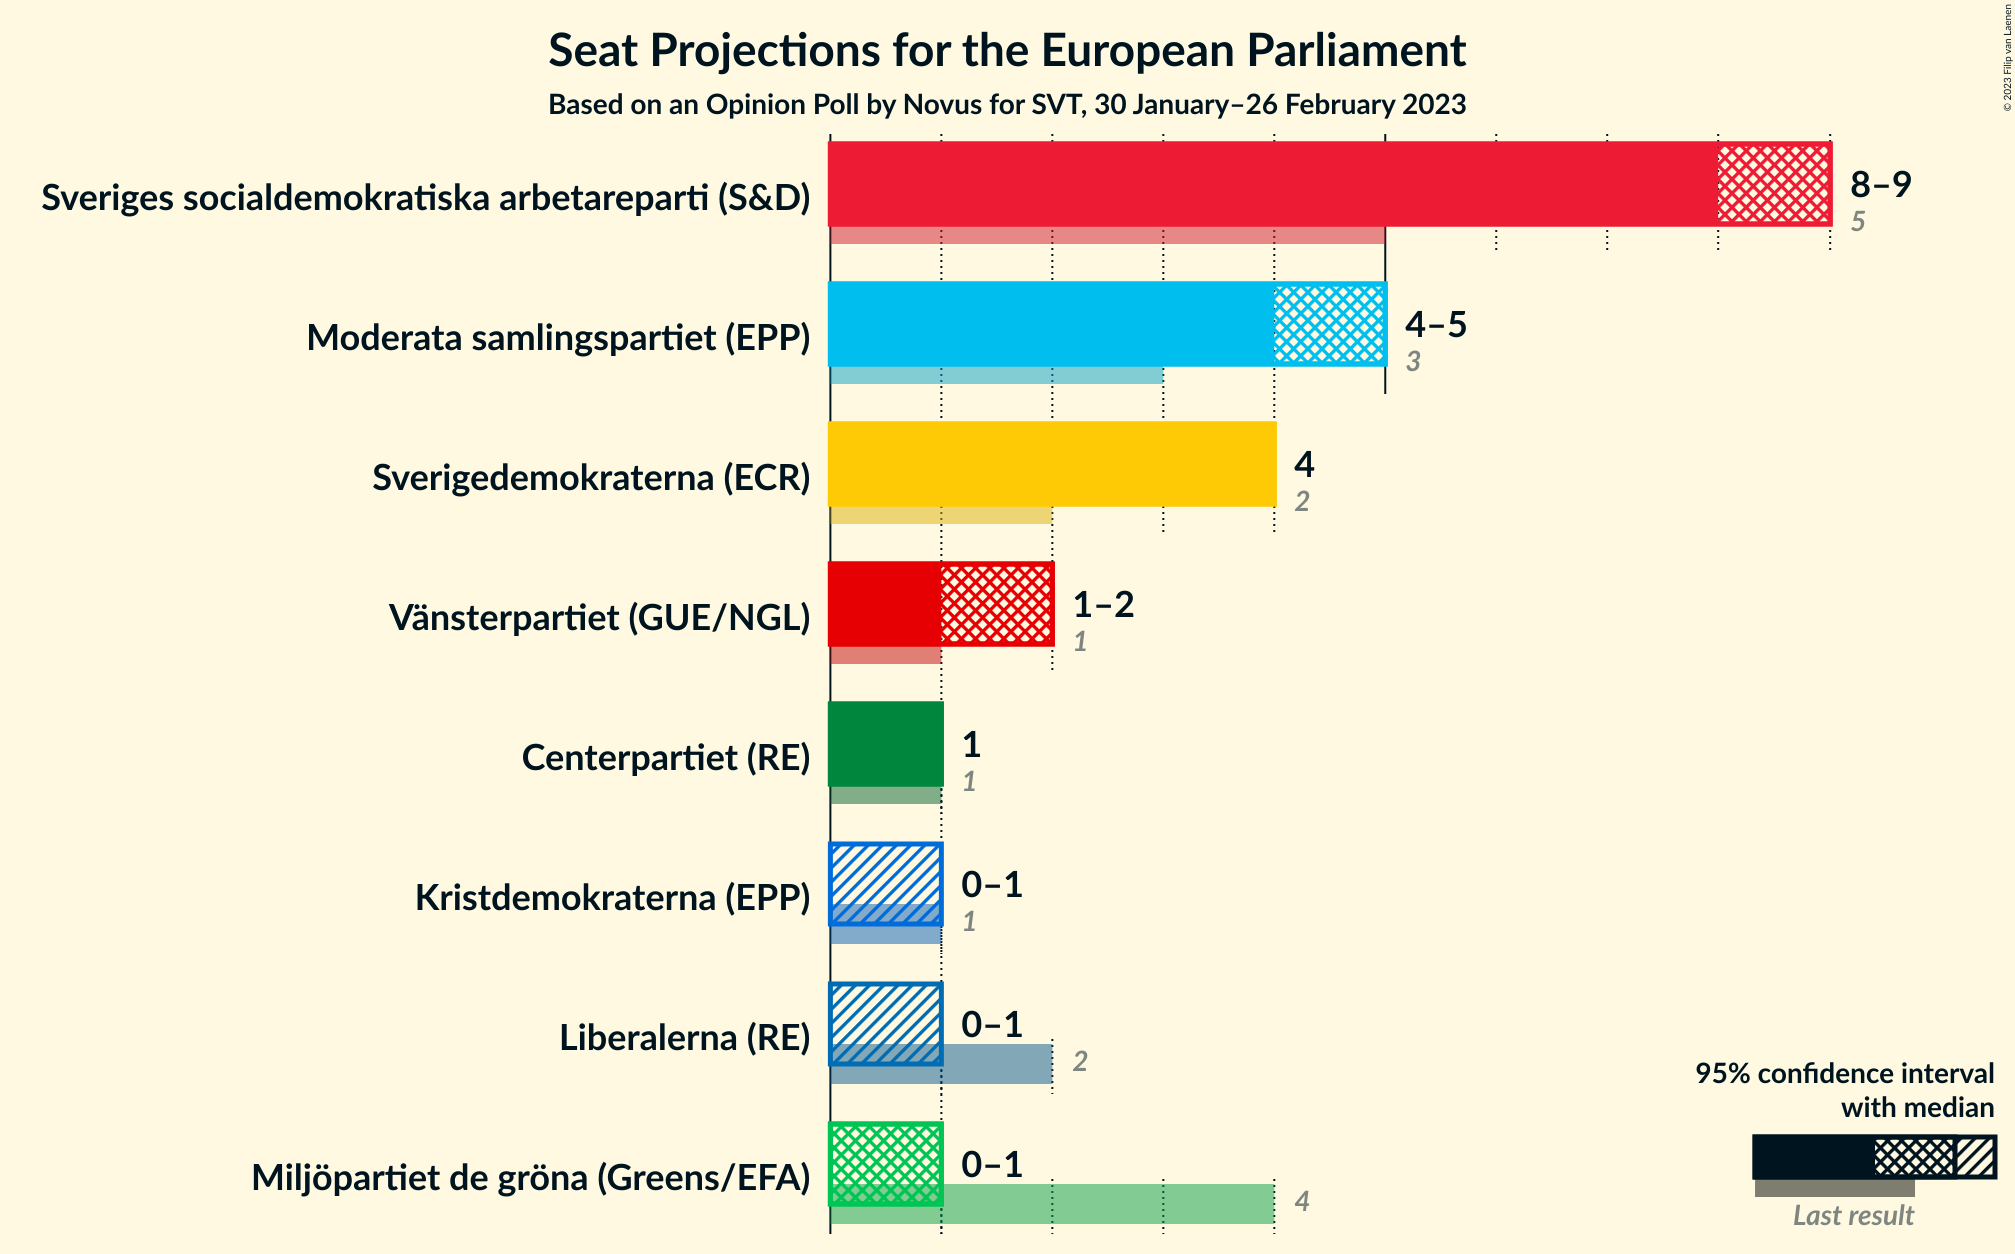 Seat Projections for the European Parliament
Based on an Opinion Poll by Novus for SVT, 30 January–26 February 2023
© 2023 Filip van Laenen
Sveriges socialdemokratiska arbetareparti (S&D)
8–9
5
Moderata samlingspartiet (EPP)
4–5
3
Sverigedemokraterna (ECR)
4
2
Vänsterpartiet (GUE/NGL)
1–2
1
Centerpartiet (RE)
1
1
Kristdemokraterna (EPP)
0–1
1
Liberalerna (RE)
0–1
2
Miljöpartiet de gröna (Greens/EFA)
0–1
4
95% confidence interval
with median
Last result